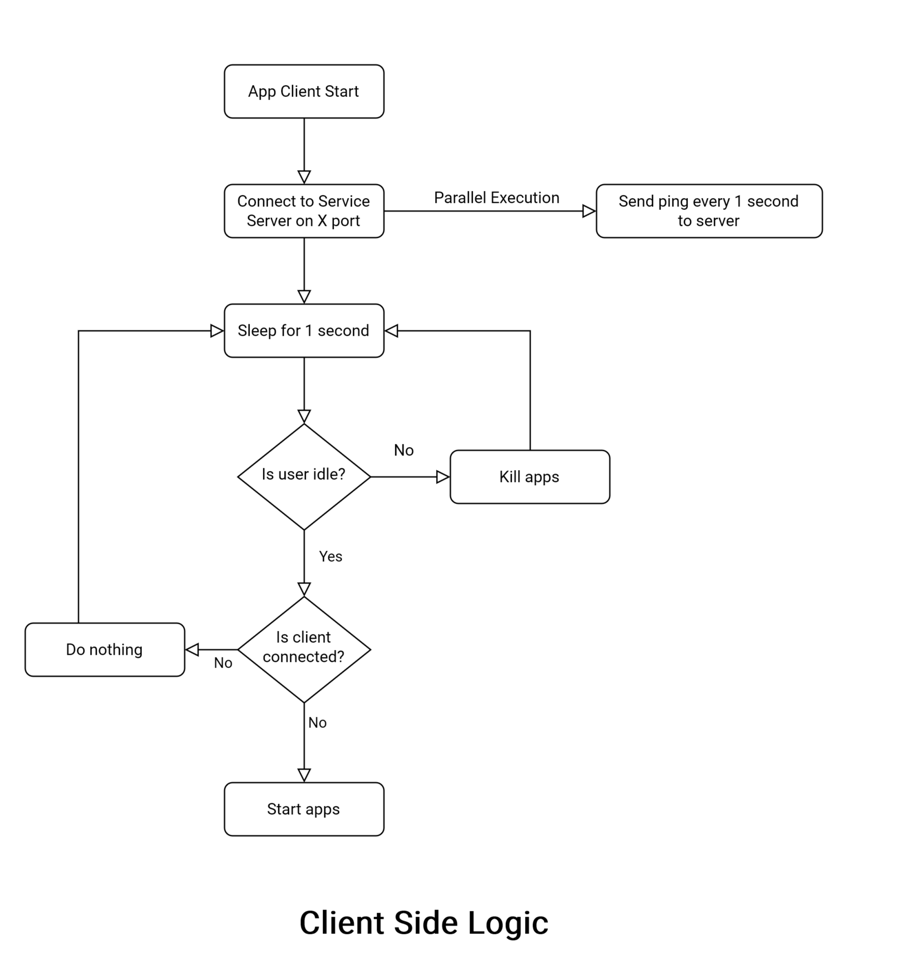 App Client Start
Connect to Service
Server on X port
Parallel Execution
Send ping every 1 second
to server
Sleep for 1 second
Is user idle?
No
Kill apps
Yes
Is client
connected?
No
Do nothing
No
Start apps
Client Side Logic